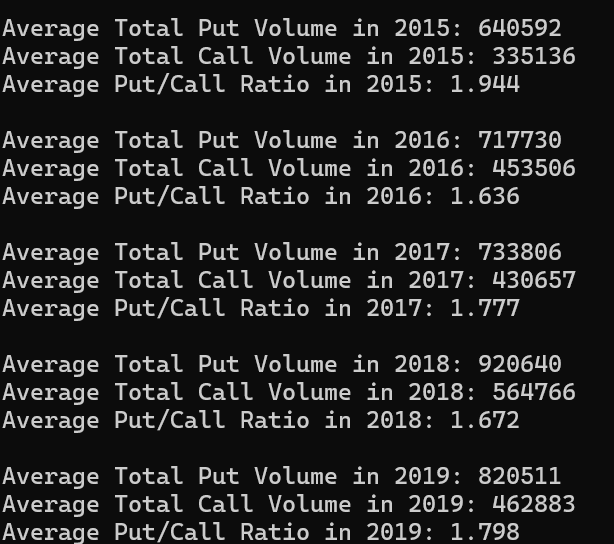 Average Total Put Volume in 2015: 640592
Average Total Call Volume in 2015: 335136
Average Put/Call Ratio in 2015: 1.944
Average Total Put Volume in 2016: 717730
Average Total Call Volume in 2016: 453506
Average Put/Call Ratio in 2016: 1.636
Average Total Put Volume in 2017: 733806
Average Total Call Volume in 2017: 430657
Average Put/Call Ratio in 2017: 1.777
Average Total Put Volume in 2018: 920640
Average Total Call Volume in 2018: 564766
Average Put/Call Ratio in 2018: 1.672
Average Total Put Volume in 2019: 820511
Average Total Call Volume in 2019: 462883
Average Put/Call Ratio in 2019: 1.798